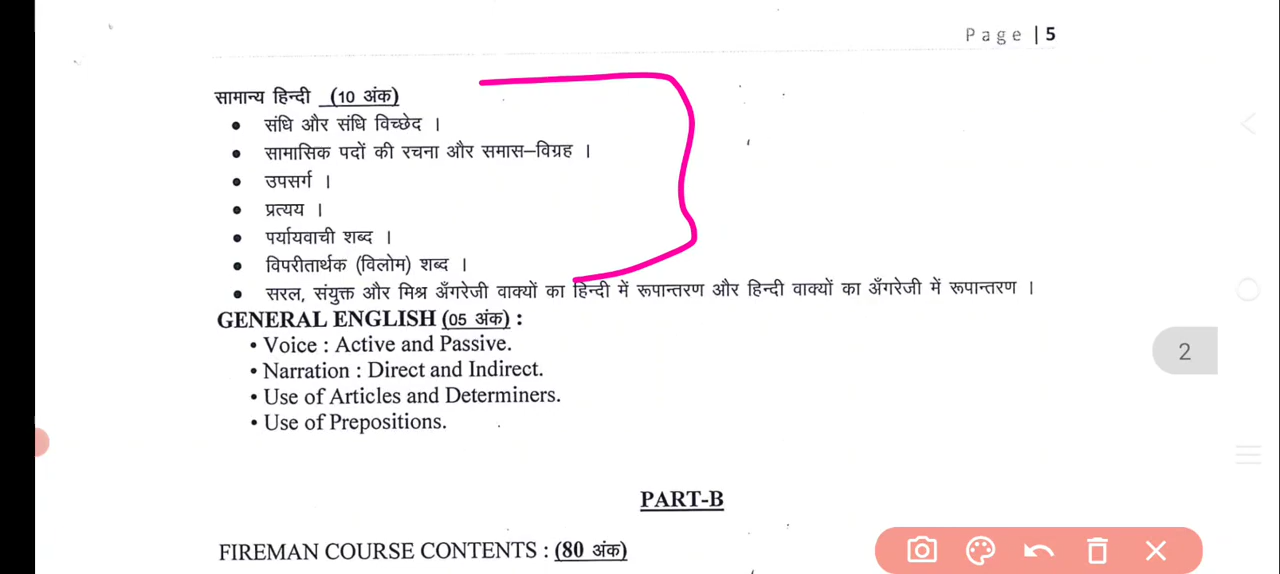 Page | 5
सामान्य हिन्दी (10 अंक)
• संधि और संधि विच्छेद ।
• सामासिक पदों की रचना और समास–विग्रह ।
• उपसर्ग ।
• प्रत्यय ।
• पर्यायवाची शब्द ।
• विपरीतार्थक (विलोम) शब्द ।
• सरल, संयुक्त और मिश्र अँगरेजी वाक्यों का हिन्दी में रूपान्तरण और हिन्दी वाक्यों का अँगरेजी में रूपान्तरण ।
GENERAL ENGLISH (05 अंक) :
• Voice : Active and Passive.
• Narration : Direct and Indirect.
• Use of Articles and Determiners.
• Use of Prepositions.
2
PART-B
FIREMAN COURSE CONTENTS : (80 अंक)